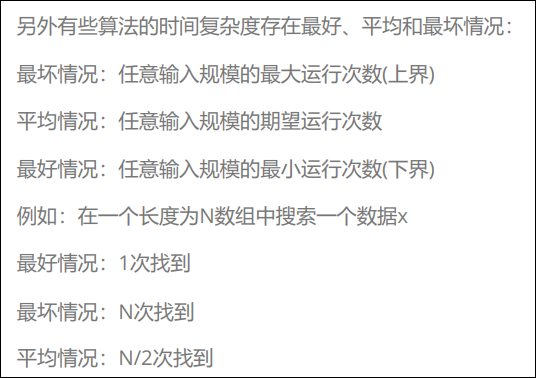 另外有些算法的时间复杂度存在最好、平均和最坏情况：
最坏情况：任意输入规模的最大运行次数(上界)
平均情况：任意输入规模的期望运行次数
最好情况：任意输入规模的最小运行次数(下界)
例如：在一个长度为N数组中搜索一个数据x
最好情况：1次找到
最坏情况：N次找到
平均情况：N/2次找到